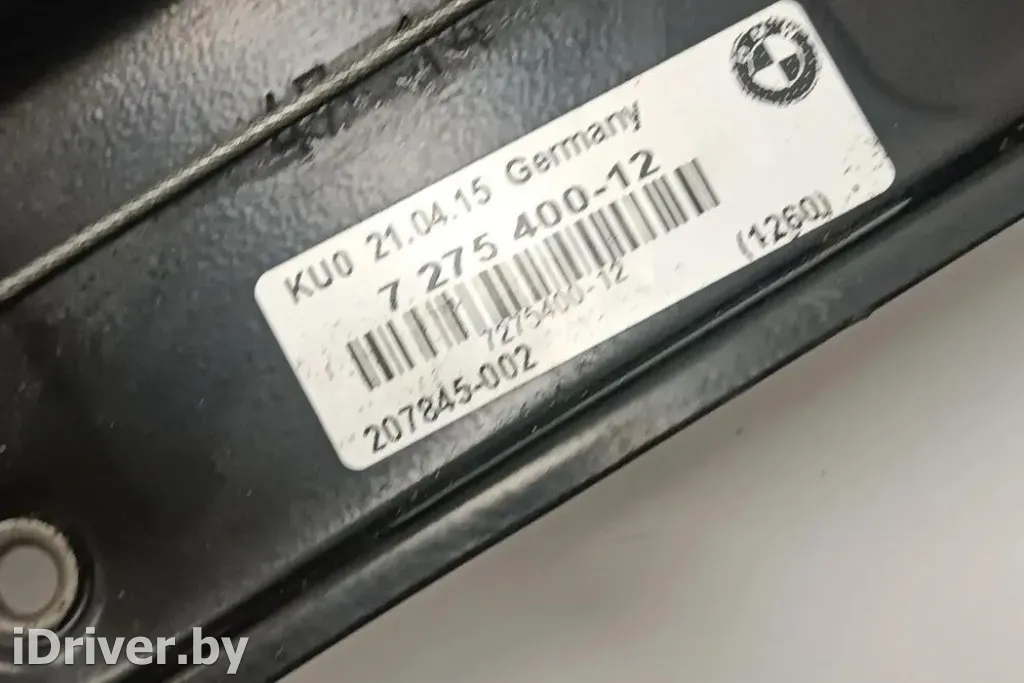 KU0 21.04.15 Germany
7 275 400-12
7275400-12
207845-002
(1260)
iDriver.by